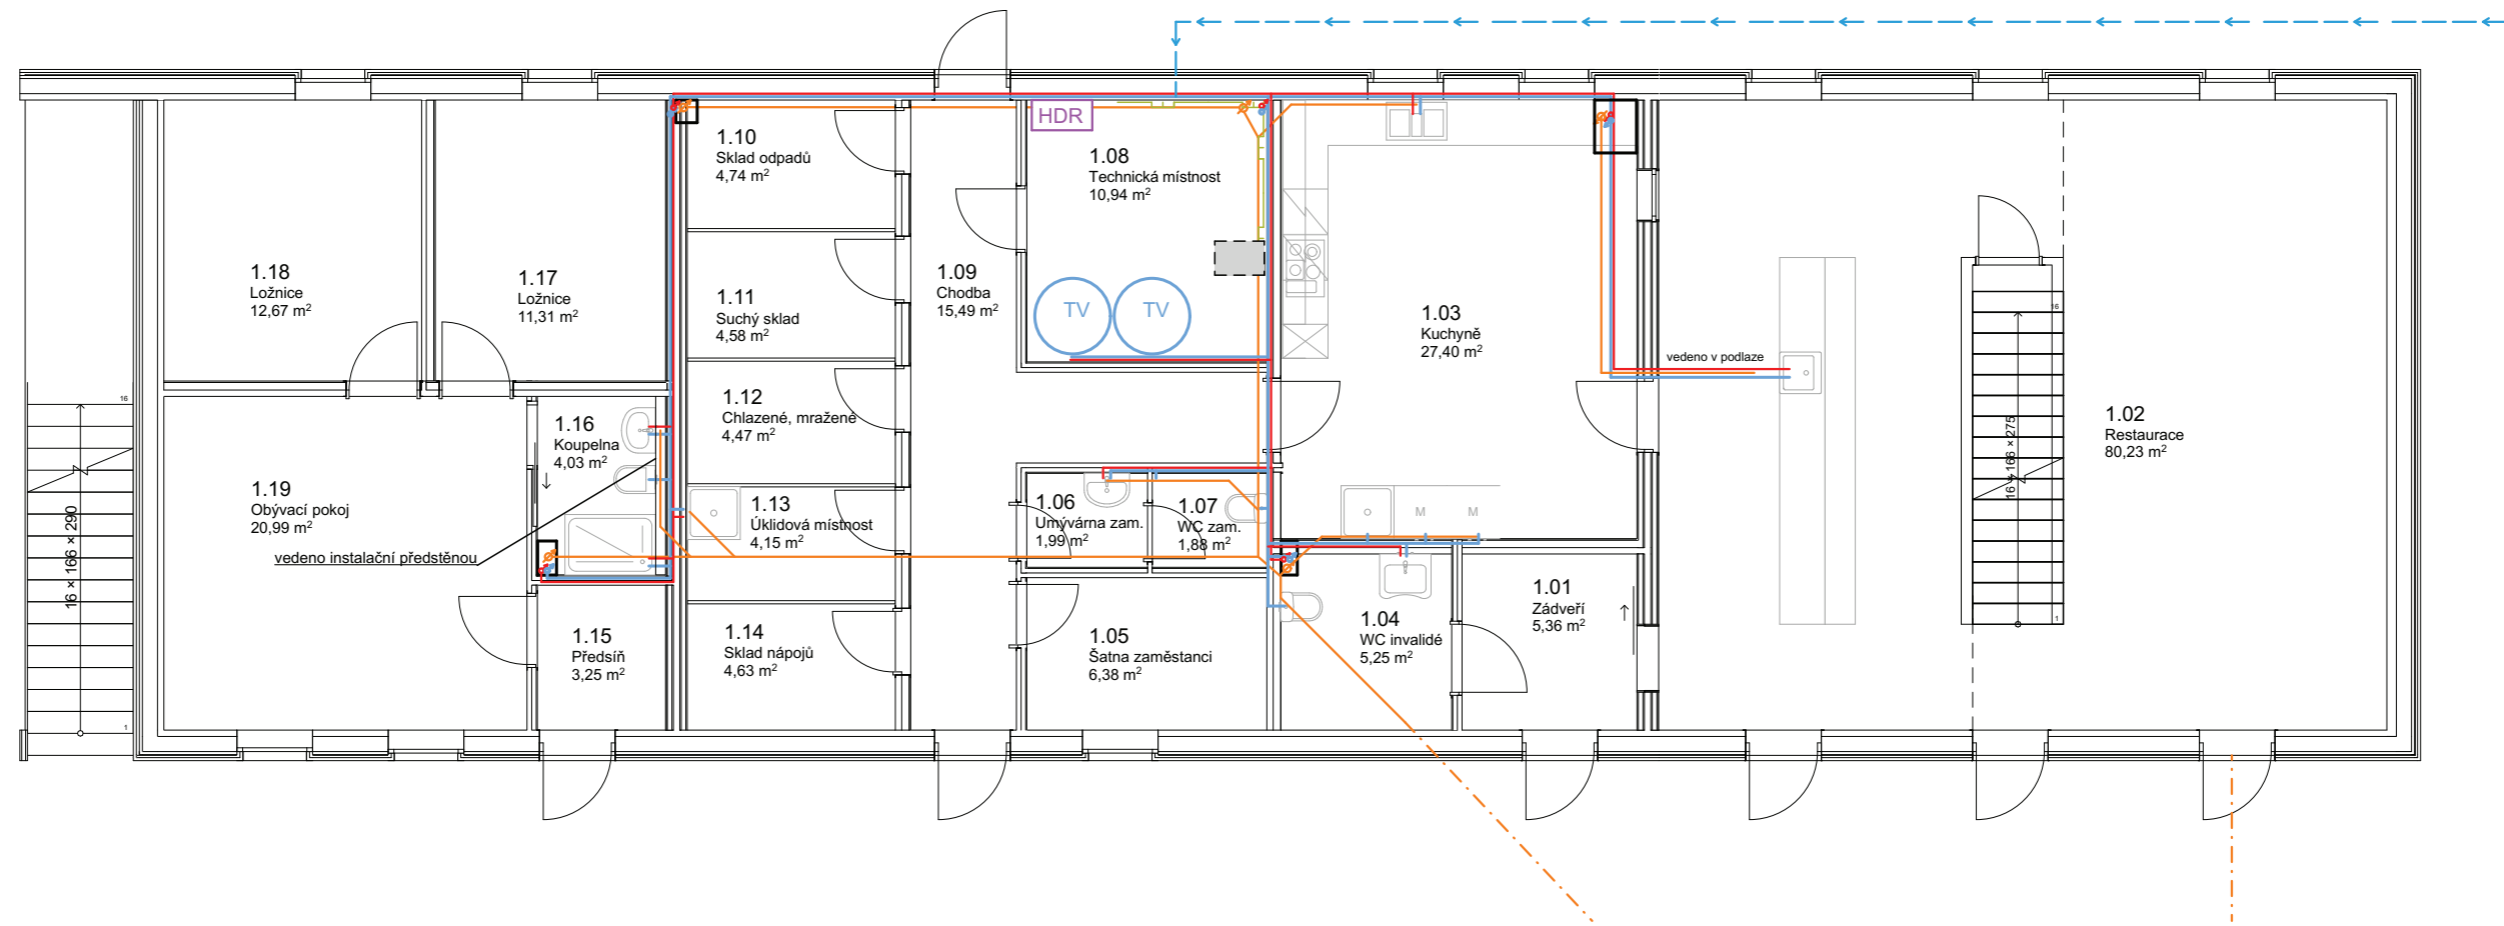 HDR
1.10
Sklad odpadů
4,74 m²
1.08
Technická místnost
10,94 m²
1.18
Ložnice
12,67 m²
1.17
Ložnice
11,31 m²
1.11
Suchý sklad
4,58 m²
1.09
Chodba
15,49 m²
TV
TV
1.03
Kuchyně
27,40 m²
vedeno v podlaze
16
16 × 166 × 275
1
1.02
Restaurace
80,23 m²
1.12
Chlazené, mražené
4,47 m²
16
16 × 166 × 290
1
1.16
Koupelna
4,03 m²
1.19
Obývací pokoj
20,99 m²
vedeno instalační předstěnou
1.13
Úklidová místnost
4,15 m²
1.06
Umývárna zam.
1,99 m²
1.07
WC zam.
1,88 m²
M
M
1.15
Předsíň
3,25 m²
1.14
Sklad nápojů
4,63 m²
1.05
Šatna zaměstanci
6,38 m²
1.04
WC invalidé
5,25 m²
1.01
Zádveří
5,36 m²